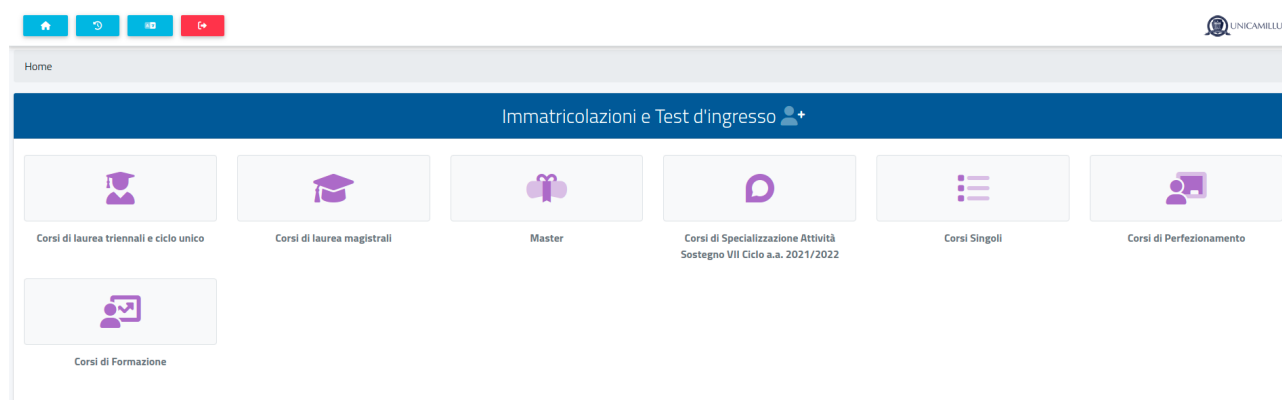 UNICAMILLU
Home
Immatricolazioni e Test d'ingresso
Corsi di laurea triennali e ciclo unico
Corsi di laurea magistrali
Master
Corsi di Specializzazione Attività
Sostegno VII Ciclo a.a. 2021/2022
Corsi Singoli
Corsi di Perfezionamento
Corsi di Formazione